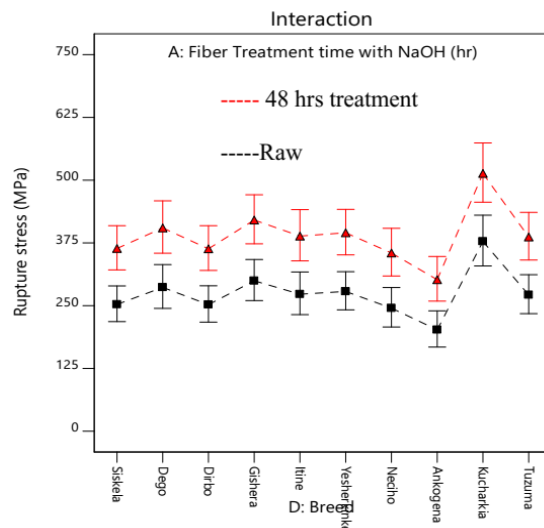 Interaction
A: Fiber Treatment time with NaOH (hr)
48 hrs treatment
Raw
Rupture stress (MPa)
750
625
500
375
250
125
0
Siskela
Dego
Dirbo
Gishera
Itine
Neciho
Ankogena
Kucharkia
Tuzuma
D: Breed